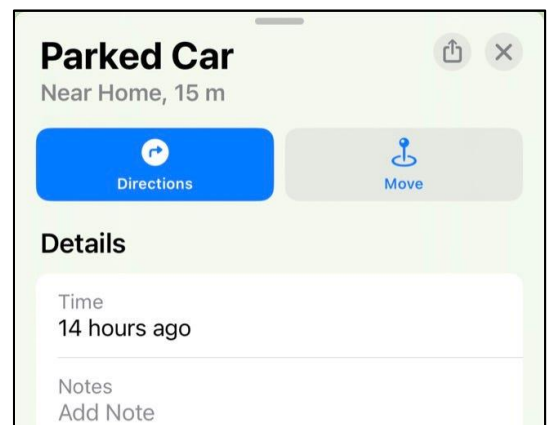 Parked Car
Near Home, 15 m
Directions
Move
Details
Time
14 hours ago
Notes
Add Note